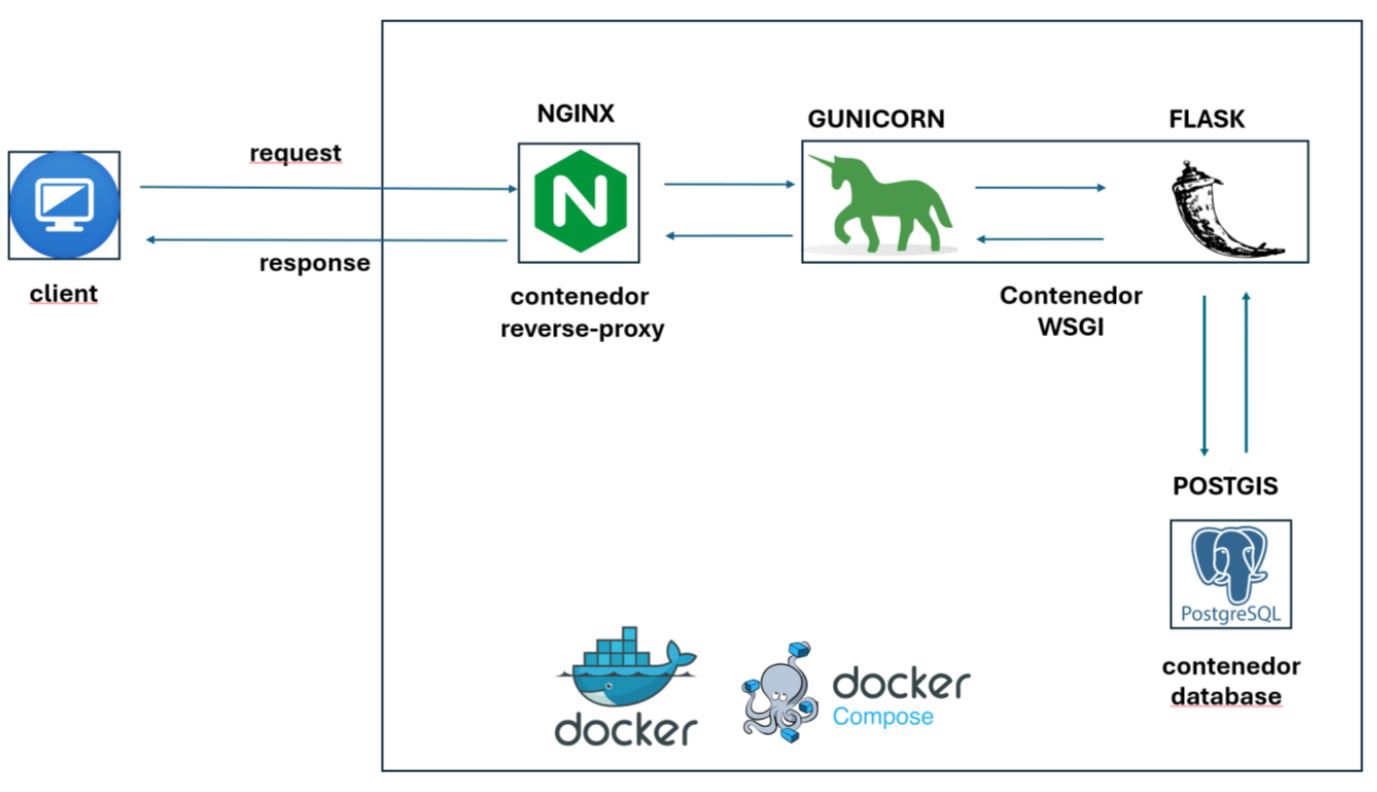 NGINX
GUNICORN
FLASK
request
N
response
client
contenedor
reverse-proxy
Contenedor
WSGI
POSTGIS
PostgreSQL
contenedor
database
docker
docker
Compose